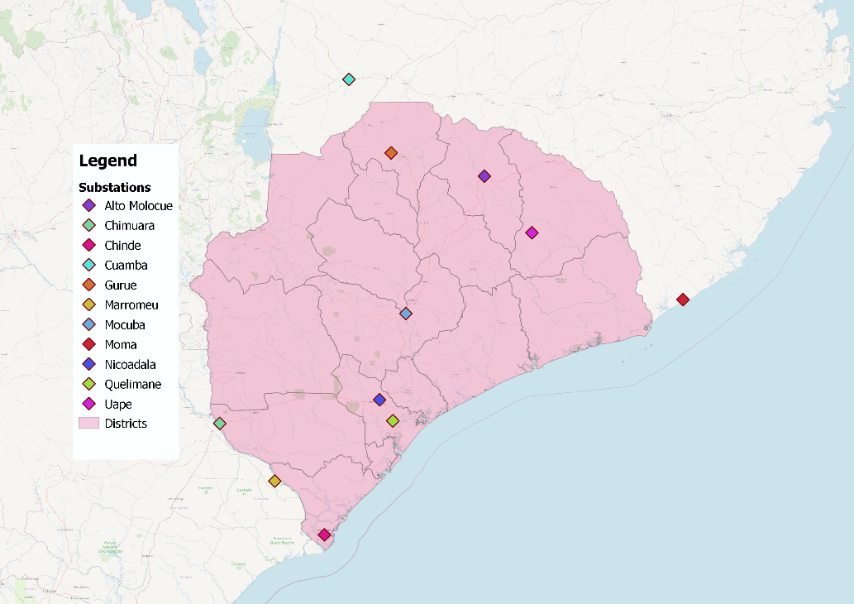 Legend
Substations
Alto Molocue
Chimuara
Chinde
Cuamba
Gurue
Marromeu
Mocuba
Moma
Nicoadala
Quelimane
Uape
Districts